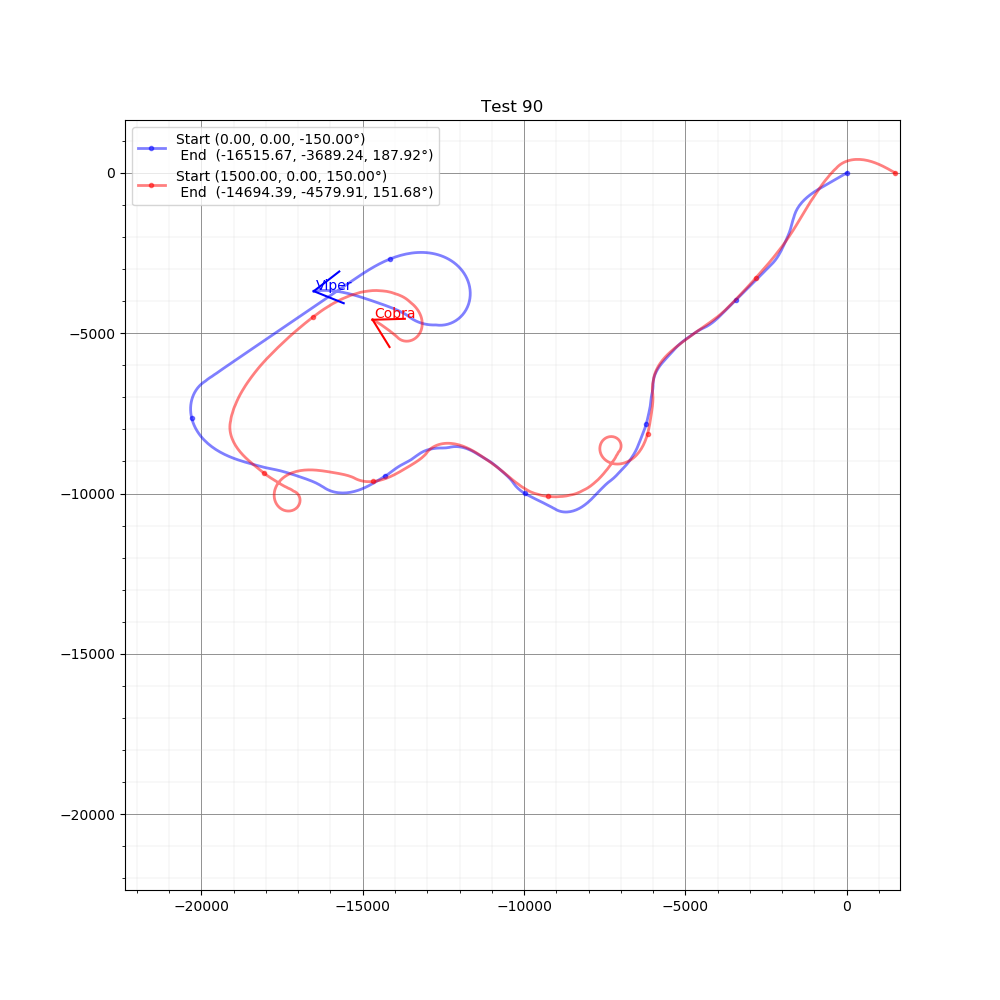 Test 90
Start (0.00, 0.00, -150.00°)
End  (-16515.67, -3689.24, 187.92°)
Start (1500.00, 0.00, 150.00°)
End  (-14694.39, -4579.91, 151.68°)
Viper
Cobra
0
−5000
−10000
−15000
−20000
−20000
−15000
−10000
−5000
0